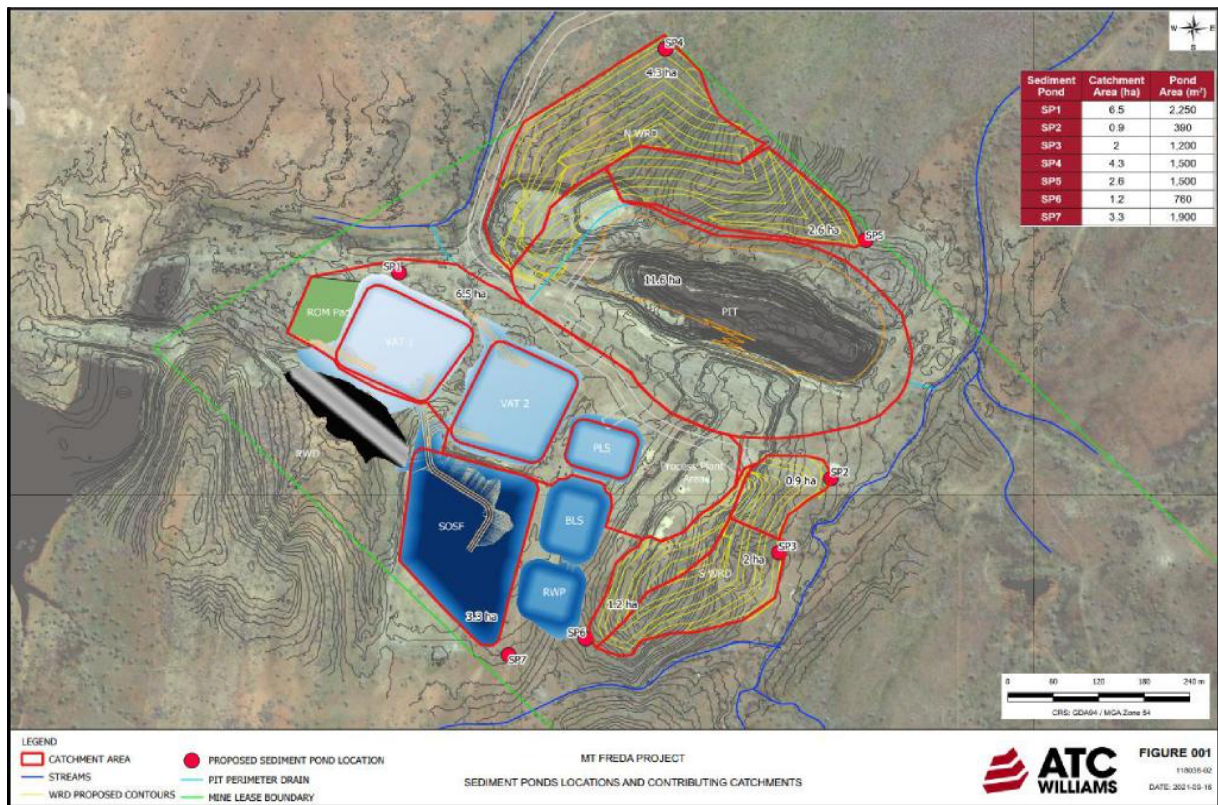 SP4
4.3 ha
N WRD
W E
S
Sediment Pond Catchment Area (ha) Pond Area (m²)
SP1 6.5 2,250
SP2 0.9 390
SP3 2 1,200
SP4 4.3 1,500
SP5 2.6 1,500
SP6 1.2 760
SP7 3.3 1,900
2.6 ha
SP5
SP1
6.5 ha
11.6 ha
PIT
ROM Pad
VAT 1
VAT 2
PLS
RWD
Process Plant
Area
0.9 ha
SP2
SOSF
BLS
SP3
2 ha
S WRD
RWP
1.2 ha
3.3 ha
SP6
SP7
0 60 120 180 240 m
CRS: GDA94 / MGA Zone 54
LEGEND
CATCHMENT AREA
STREAMS
WRD PROPOSED CONTOURS
PROPOSED SEDIMENT POND LOCATION
PIT PERIMETER DRAIN
MINE LEASE BOUNDARY
MT FREDA PROJECT
SEDIMENT PONDS LOCATIONS AND CONTRIBUTING CATCHMENTS
ATC
WILLIAMS
FIGURE 001
DATE: 2021-09-16